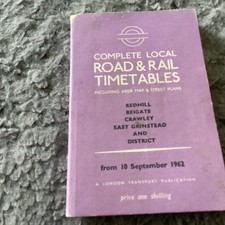 COMPLETE LOCAL
ROAD & RAIL
TIMETABLES
INCLUDING AREA MAP & STREET PLANS
REDHILL
REIGATE
CRAWLEY
EAST GRINSTEAD
AND
DISTRICT
from 10 September 1962
A LONDON TRANSPORT PUBLICATION
price one shilling